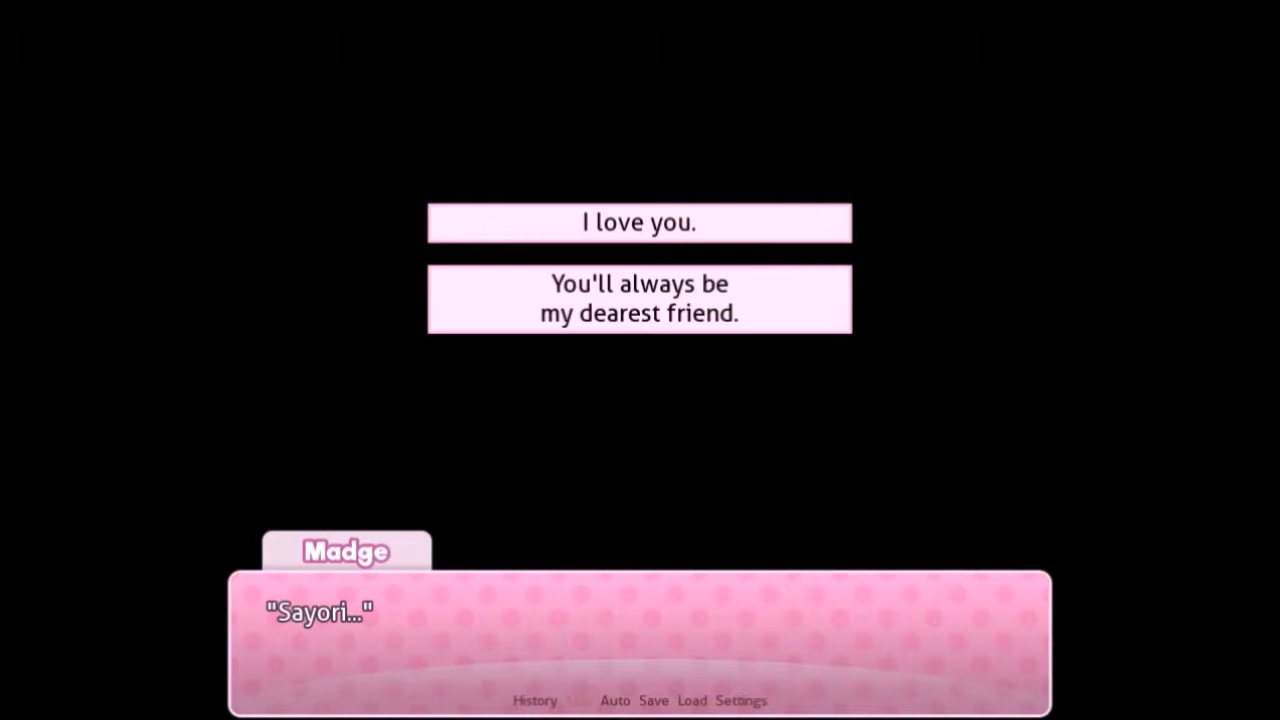 I love you.
You'll always be
my dearest friend.
Madge
"Sayori..."
History Auto Save Load Settings